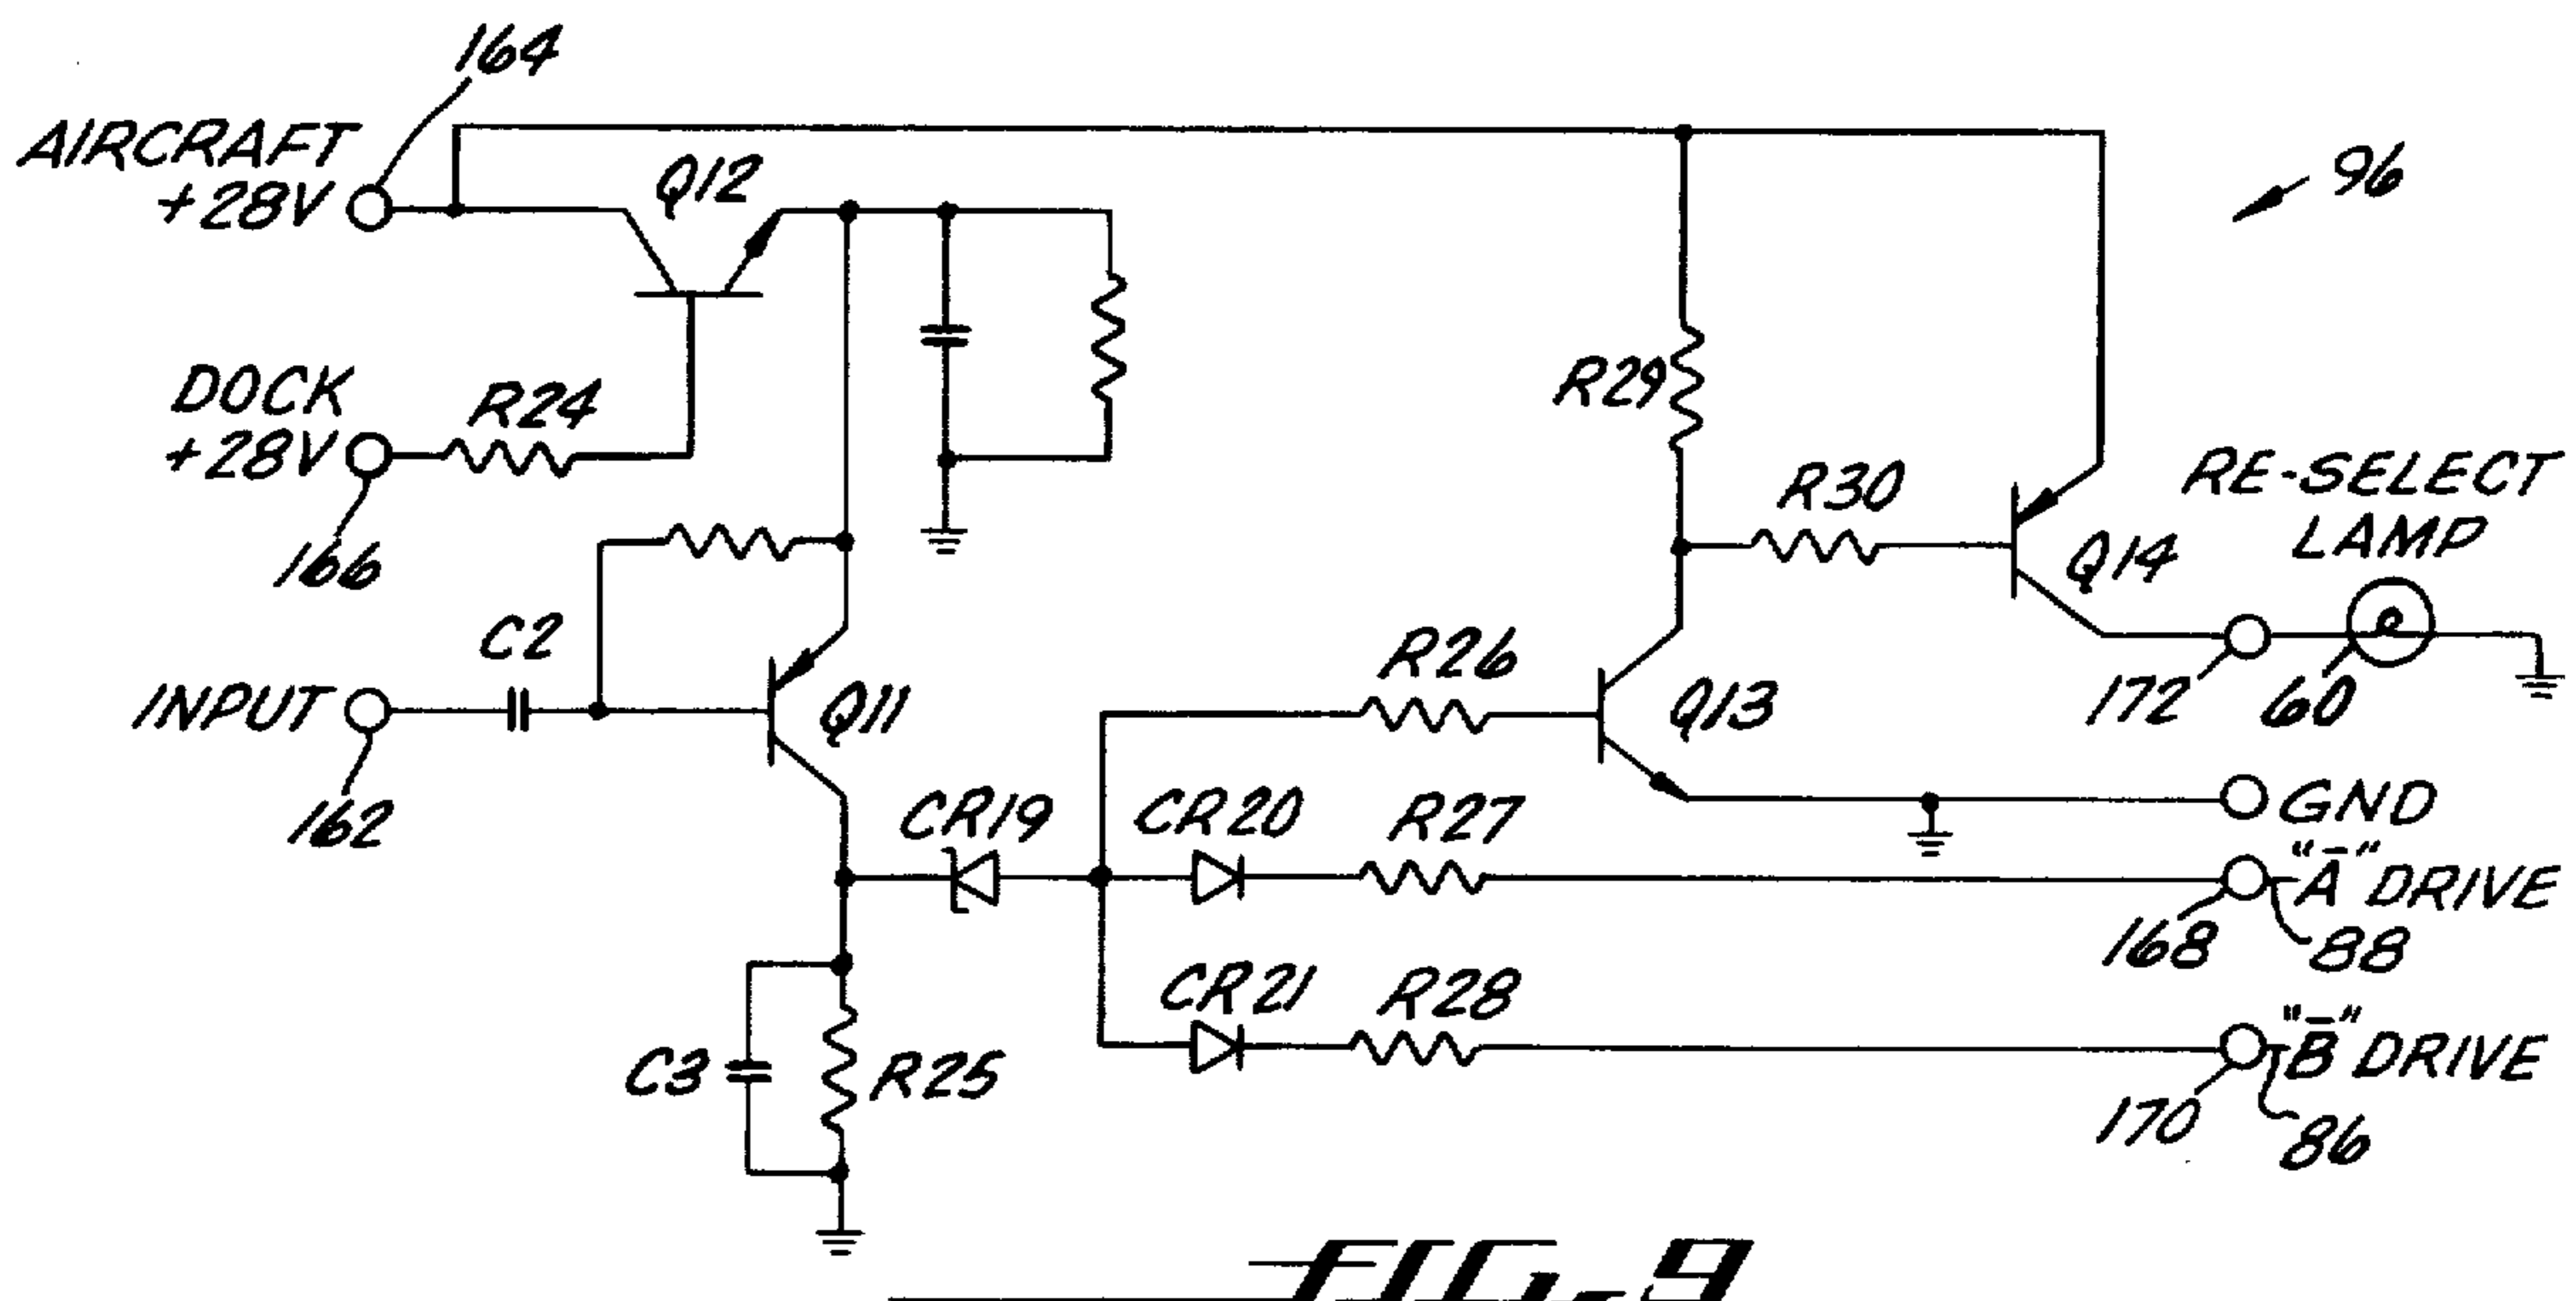 164
AIRCRAFT
+28V
Q12
96
DOCK
+28V
R24
166
R29
R30
Q14
RE-SELECT
LAMP
C2
INPUT
162
Q11
R26
Q13
172
60
GND
CR19
CR20
R27
"A̅" DRIVE
168
88
CR21
R28
"B̅" DRIVE
170
86
C3
R25
FIG. 9